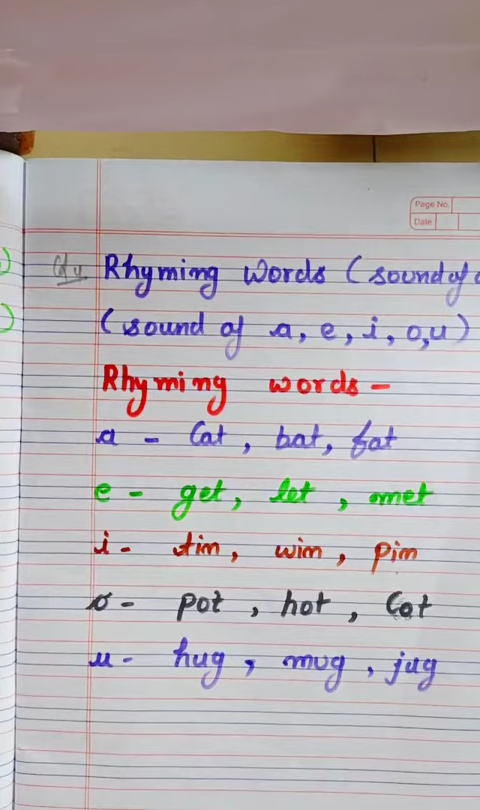 Page No.
Date
Rhyming Words (sound of
(sound of a, e, i, o, u)
Rhyming words -
a - Cat, bat, fat
e - get, let, met
i - tim, wim, pim
o - pot, hot, Cot
u - hug, mug, jug